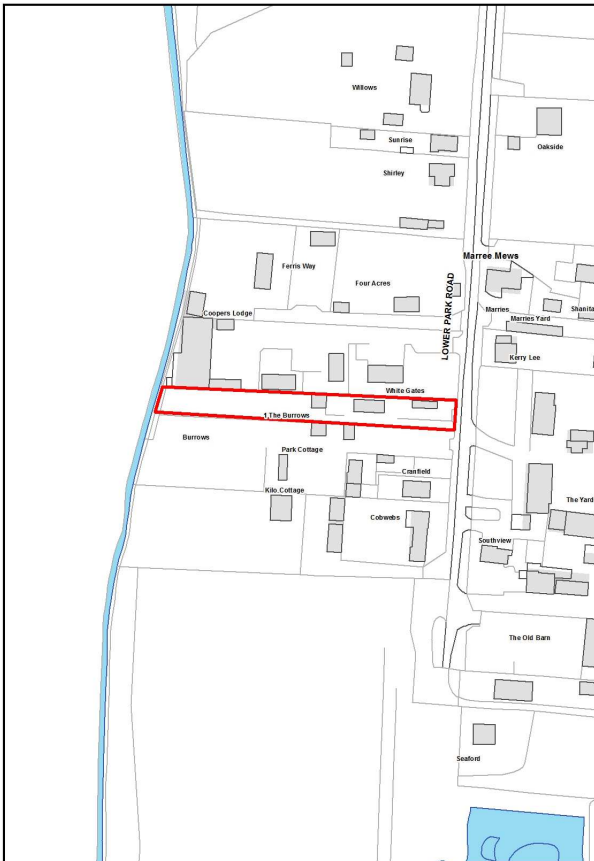 Willows
Sunrise
Oakside
Shirley
Marree Mews
Ferris Way
Four Acres
LOWER PARK ROAD
Coopers Lodge
Marries
Shanita
Marries Yard
Kerry Lee
White Gates
1,The Burrows
Burrows
Park Cottage
Cranfield
Kilo Cottage
The Yard
Cobwebs
Southview
The Old Barn
Seaford